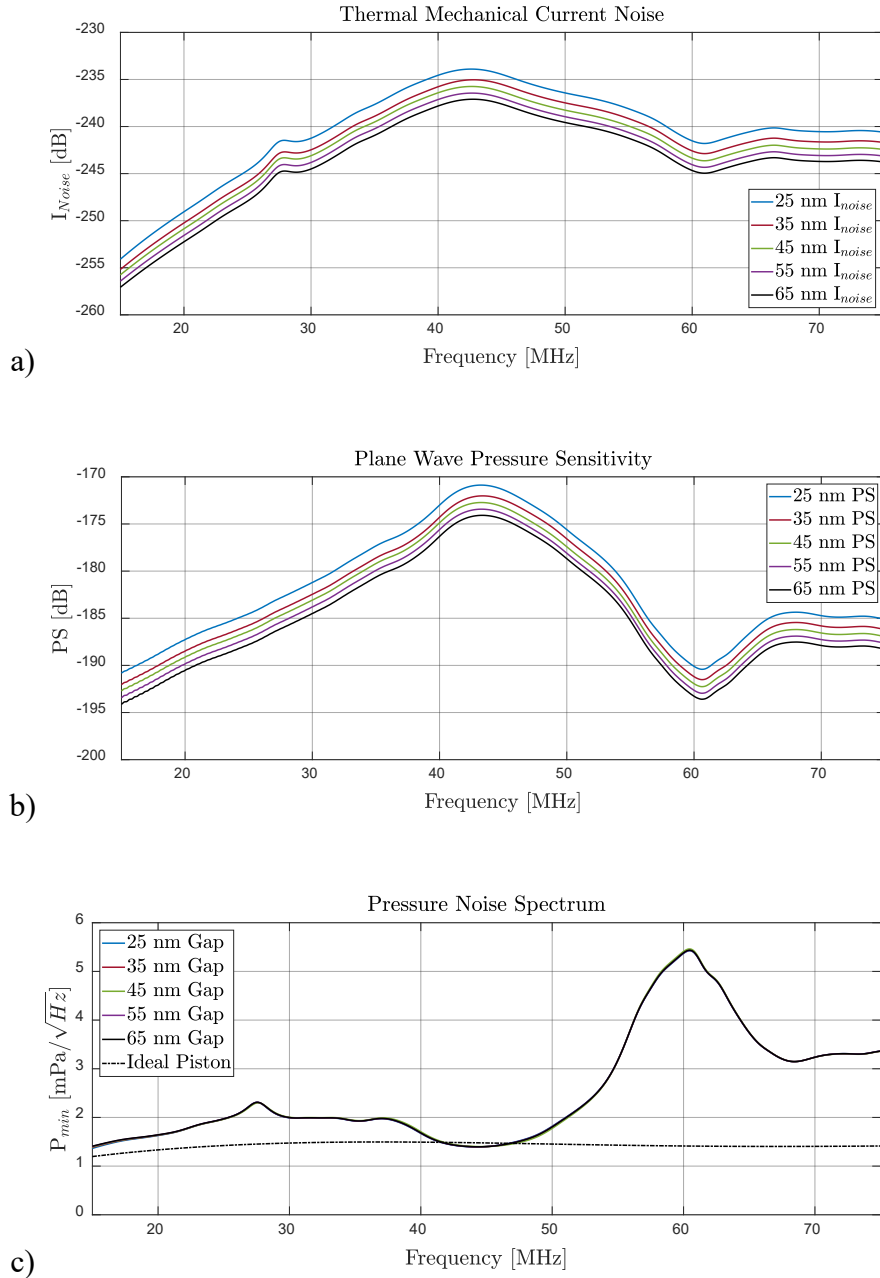 Thermal Mechanical Current Noise
-230
-235
-240
-245
-250
-255
-260
I_Noise [dB]
25 nm I_noise
35 nm I_noise
45 nm I_noise
55 nm I_noise
65 nm I_noise
20 30 40 50 60 70
Frequency [MHz]
a)
Plane Wave Pressure Sensitivity
-170
-175
-180
-185
-190
-195
-200
PS [dB]
25 nm PS
35 nm PS
45 nm PS
55 nm PS
65 nm PS
20 30 40 50 60 70
Frequency [MHz]
b)
Pressure Noise Spectrum
6
5
4
3
2
1
0
P_min [mPa/√Hz]
25 nm Gap
35 nm Gap
45 nm Gap
55 nm Gap
65 nm Gap
Ideal Piston
20 30 40 50 60 70
Frequency [MHz]
c)